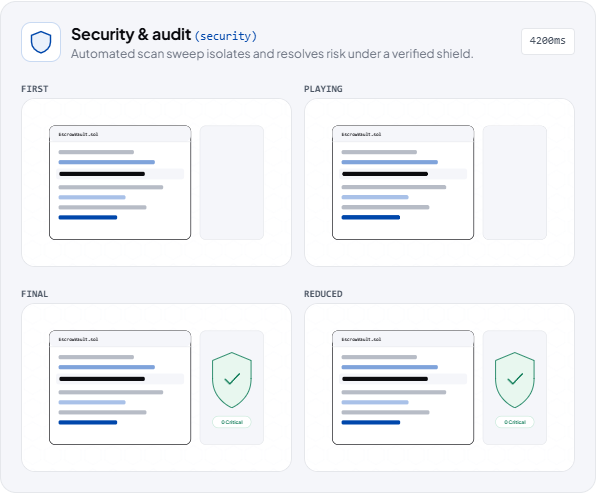 Security & audit (security)
Automated scan sweep isolates and resolves risk under a verified shield.
4200ms
FIRST
PLAYING
EscrowVault.sol
EscrowVault.sol
FINAL
REDUCED
EscrowVault.sol
0 Critical
EscrowVault.sol
0 Critical